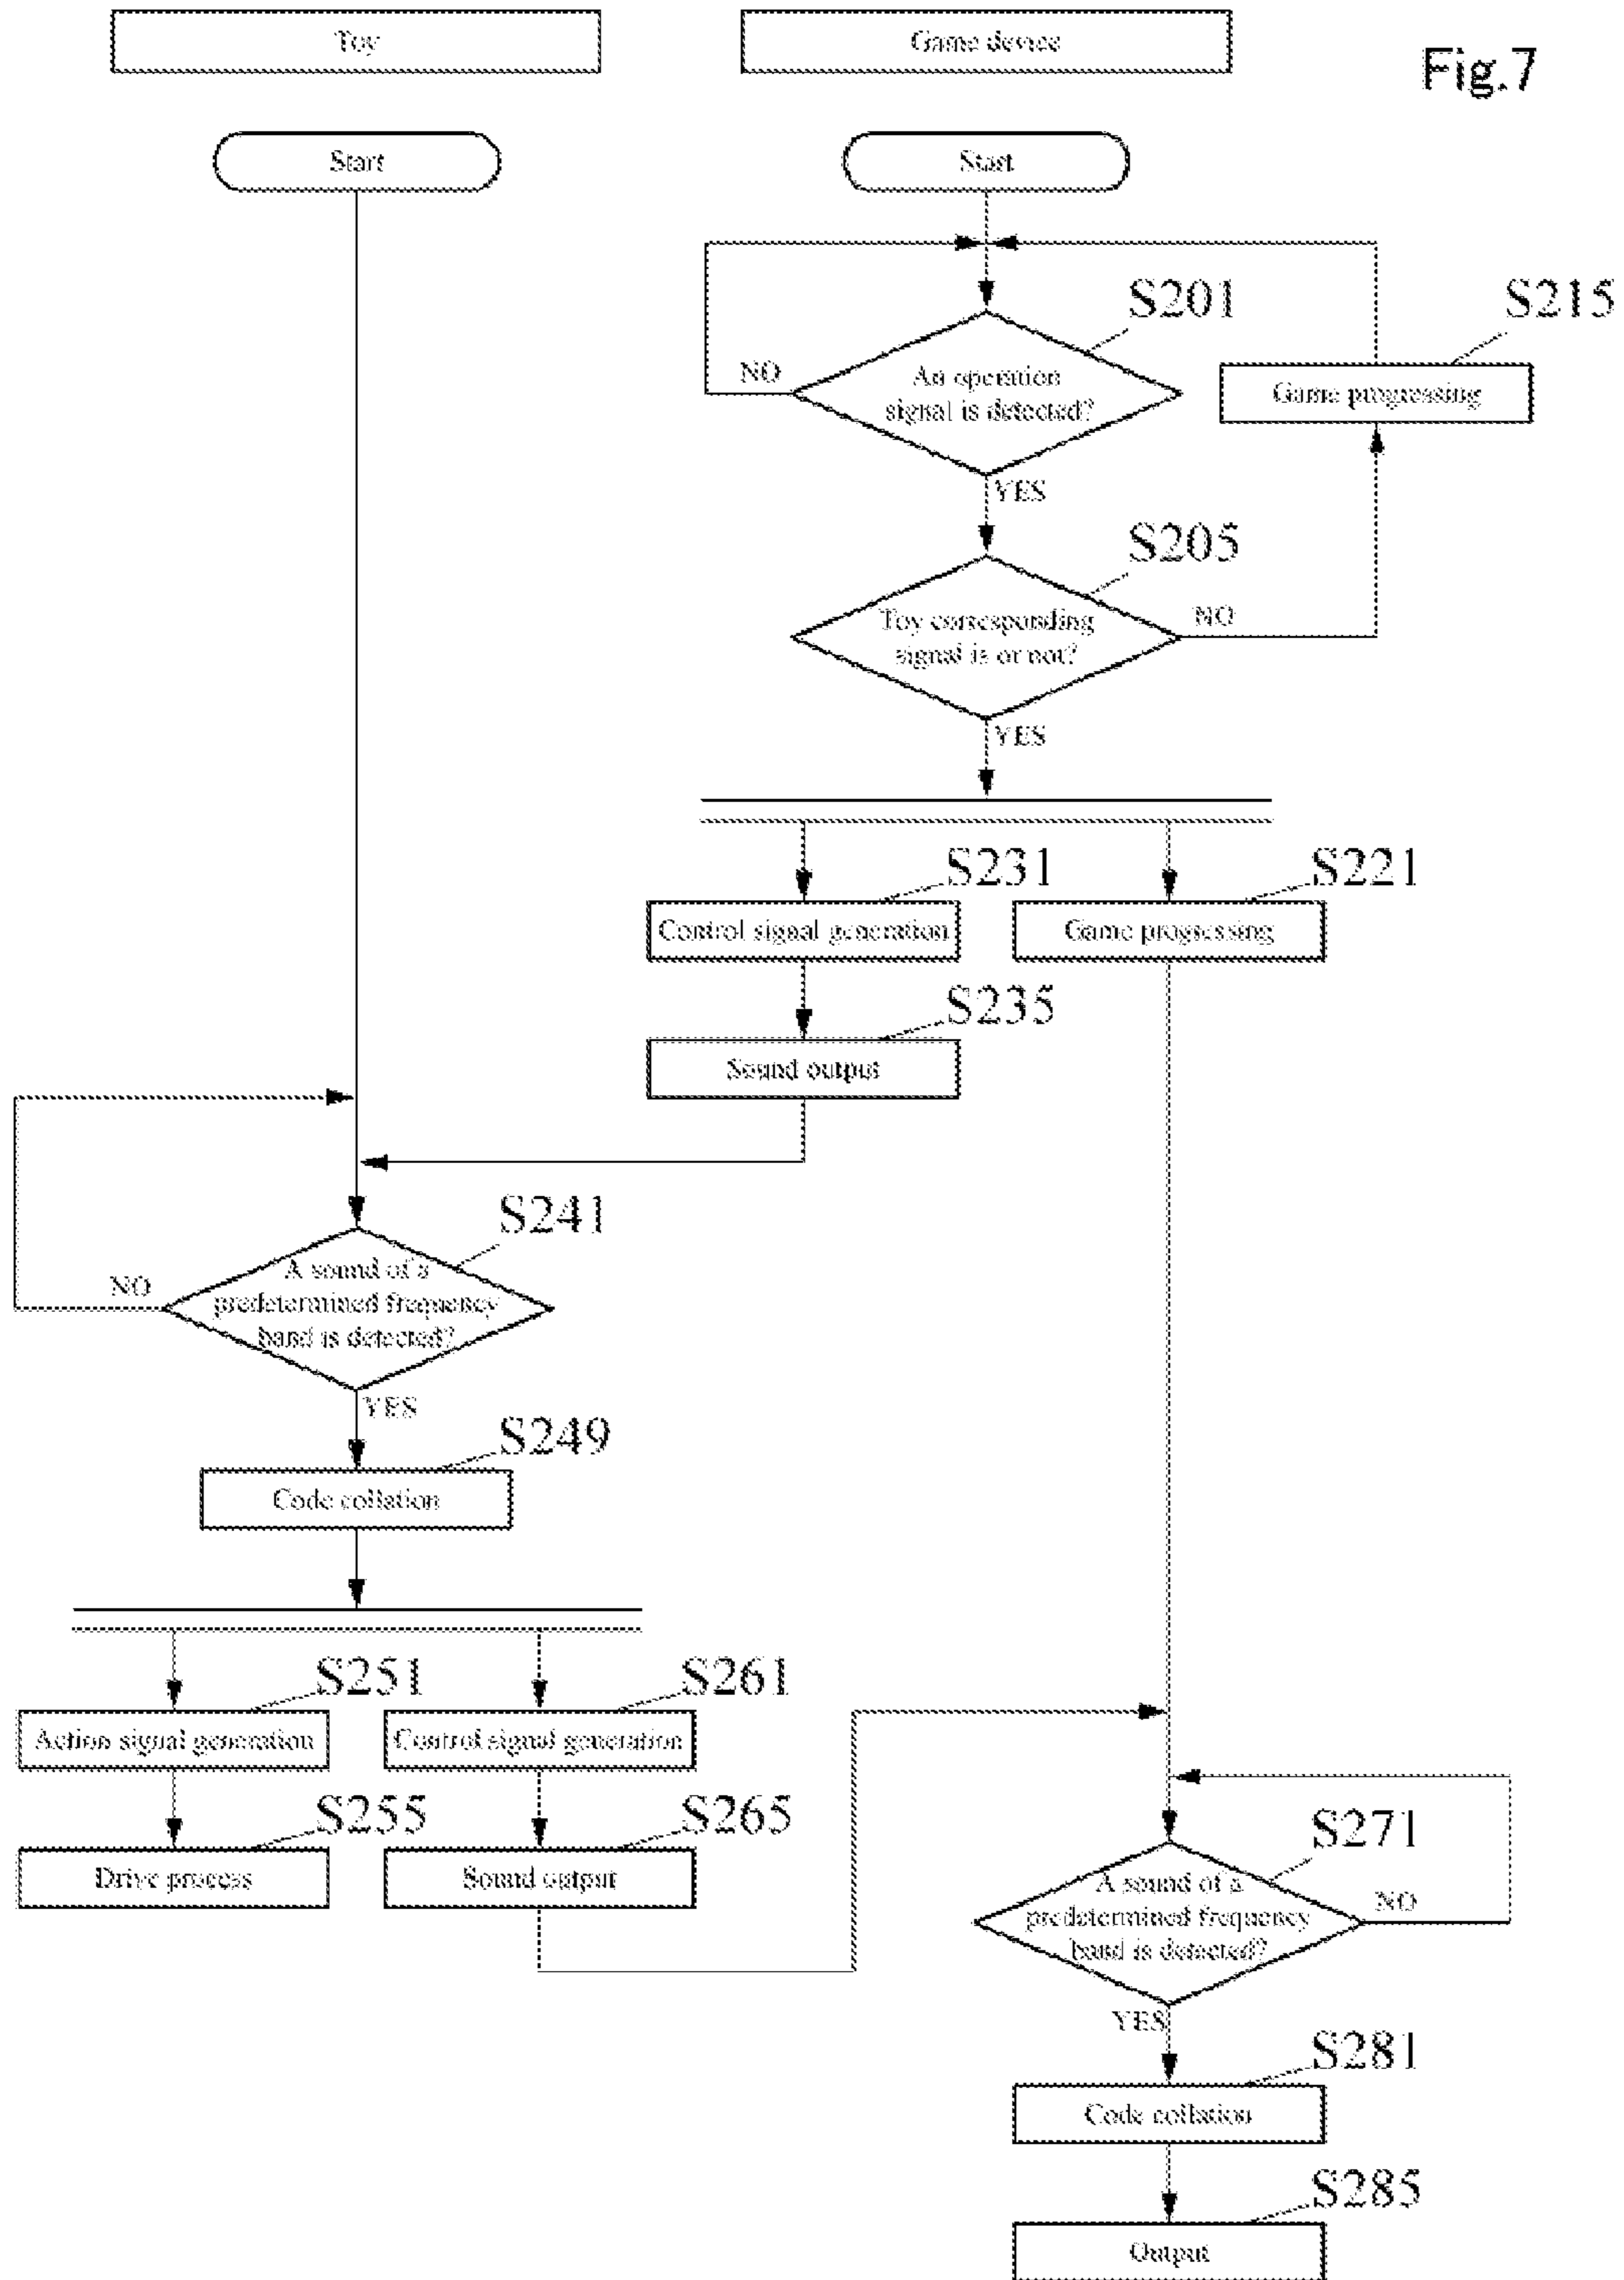 Toy
Game device
Fig.7
Start
Start
S201
S215
NO
An operation
signal is detected?
Game progressing
YES
S205
Toy corresponding
signal is or not?
NO
YES
S231
S221
Control signal generation
Game progressing
S235
Sound output
S241
NO
A sound of a
predetermined frequency
band is detected?
YES
S249
Code collation
S251
S261
Action signal generation
Control signal generation
S255
S265
Drive process
Sound output
S271
A sound of a
predetermined frequency
band is detected?
NO
YES
S281
Code collation
S285
Output